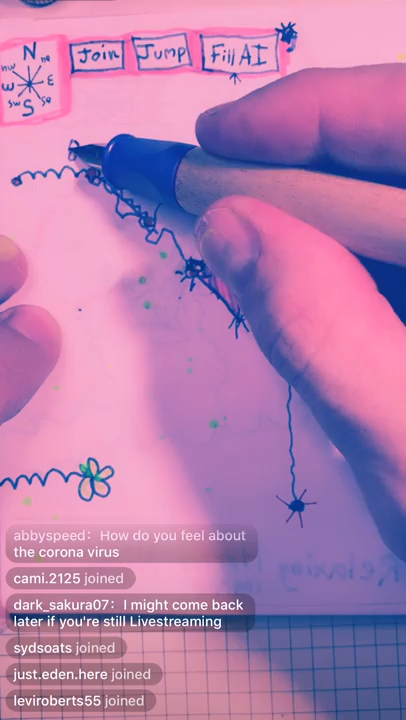 N
nw ne
W E
sw se
S
Join Jump Fill AI
Relaxing
abbyspeed: How do you feel about
the corona virus
cami.2125 joined
dark_sakura07: I might come back
later if you're still Livestreaming
sydsoats joined
just.eden.here joined
leviroberts55 joined